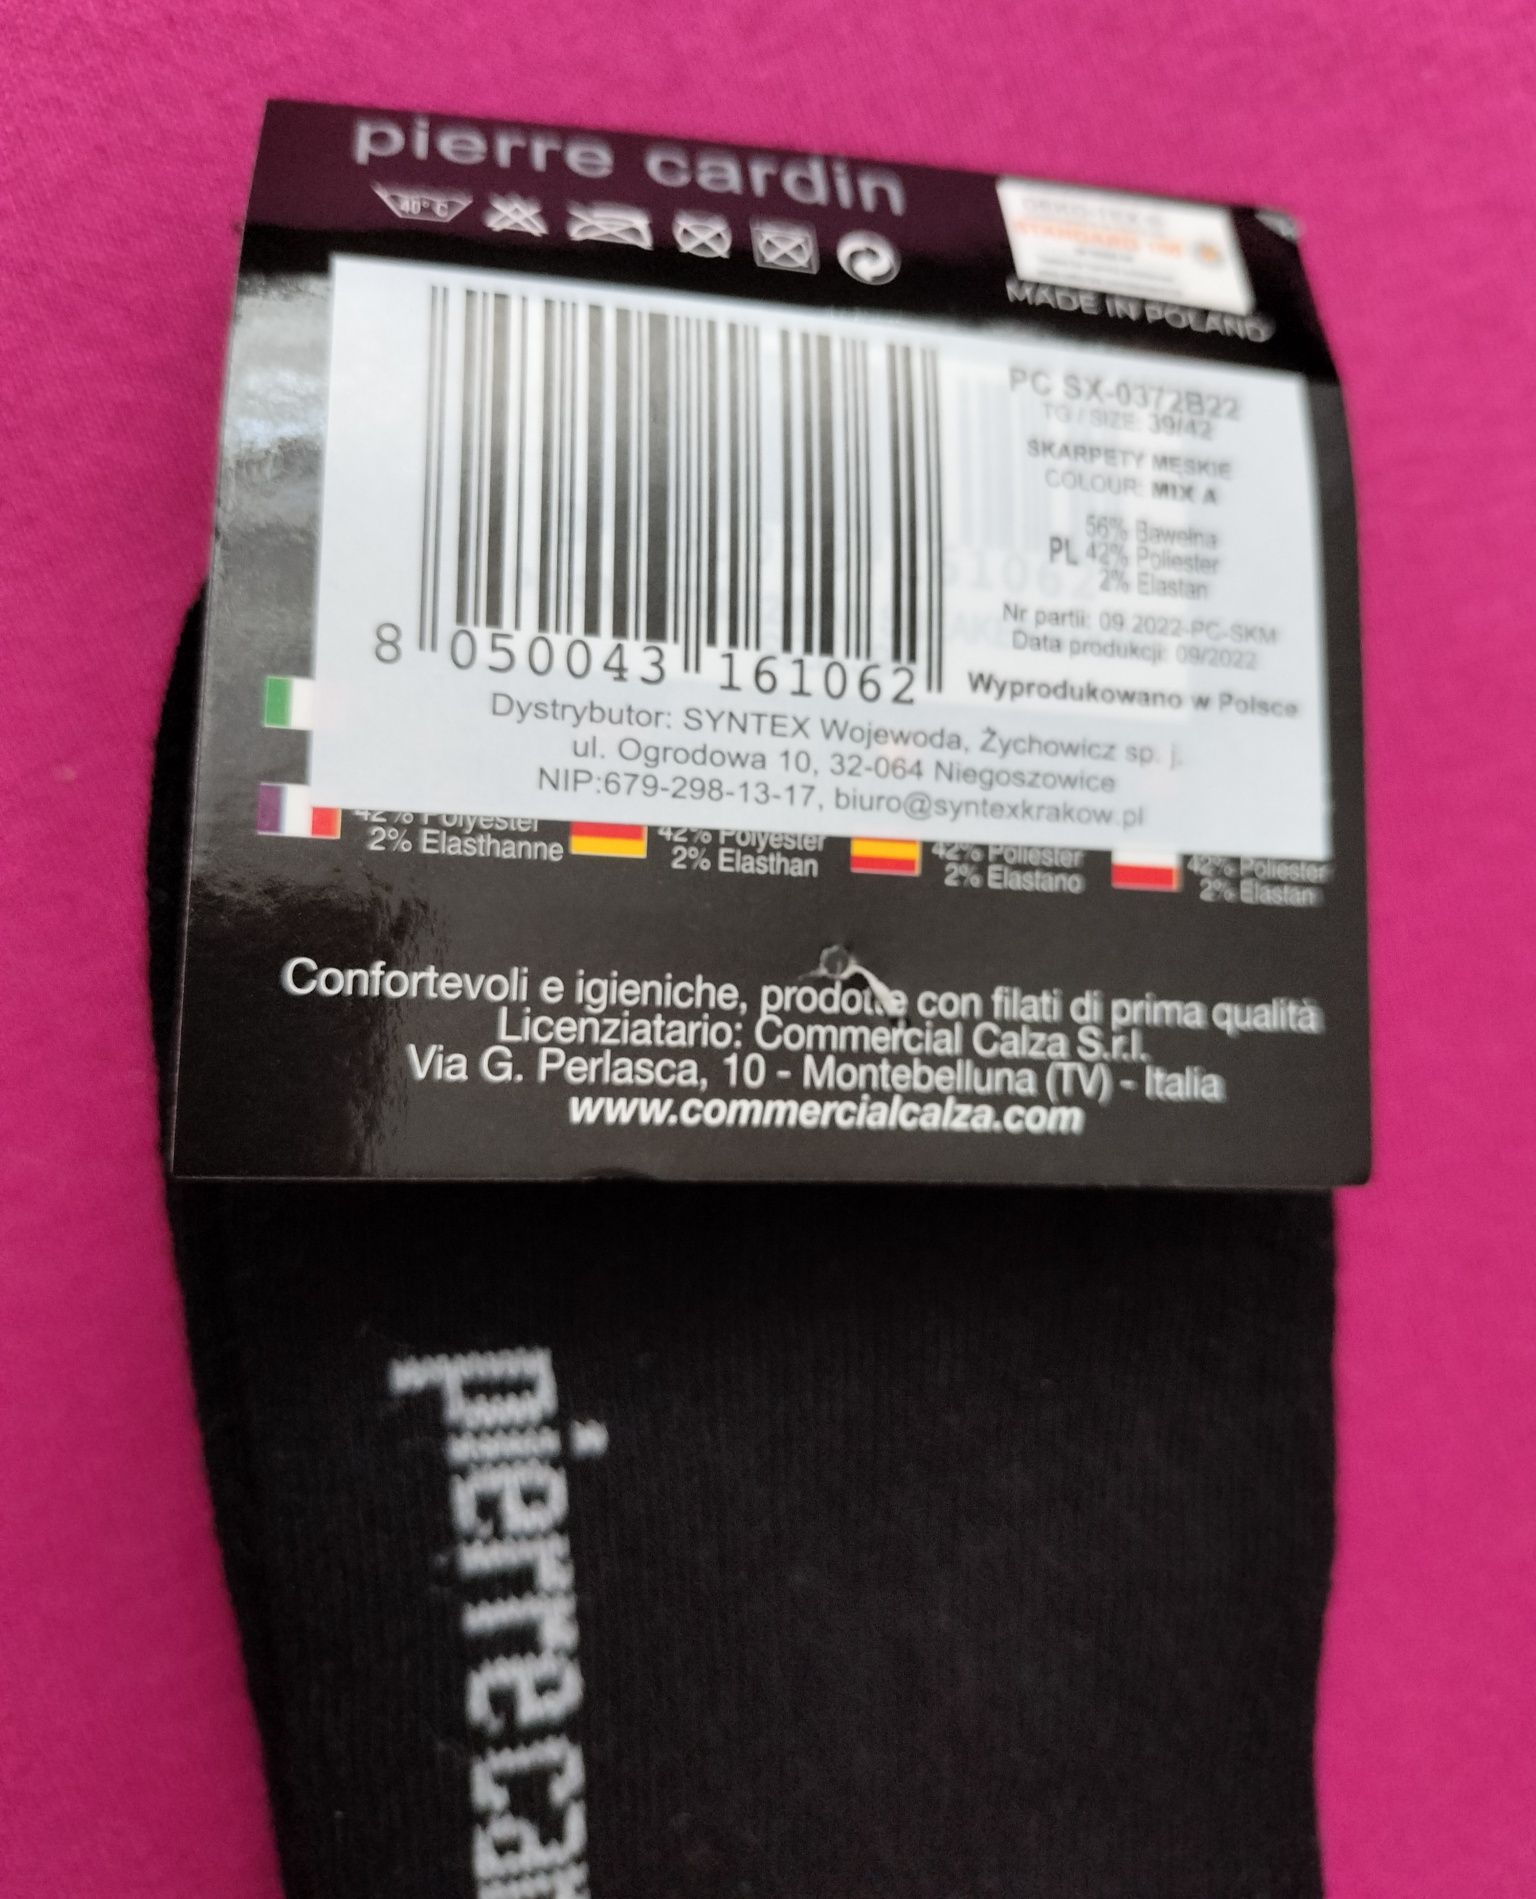 pierre cardin
40° C
STANDARD 100
MADE IN POLAND
PC SX-0372B22
TG / SIZE: 39/42
SKARPETY MĘSKIE
COLOUR: MIX A
56% Bawełna
PL 42% Poliester
2% Elastan
Nr partii: 09.2022-PC-SKM
Data produkcji: 09/2022
Wyprodukowano w Polsce
8 050043 161062
Dystrybutor: SYNTEX Wojewoda, Żychowicz sp. j.
ul. Ogrodowa 10, 32-064 Niegoszowice
NIP:679-298-13-17, biuro@syntexkrakow.pl
42% Polyester
2% Elasthanne
42% Polyester
2% Elasthan
42% Poliester
2% Elastano
42% Poliester
2% Elastan
Confortevoli e igieniche, prodotte con filati di prima qualità
Licenziatario: Commercial Calza S.r.l.
Via G. Perlasca, 10 - Montebelluna (TV) - Italia
www.commercialcalza.com
pierre car